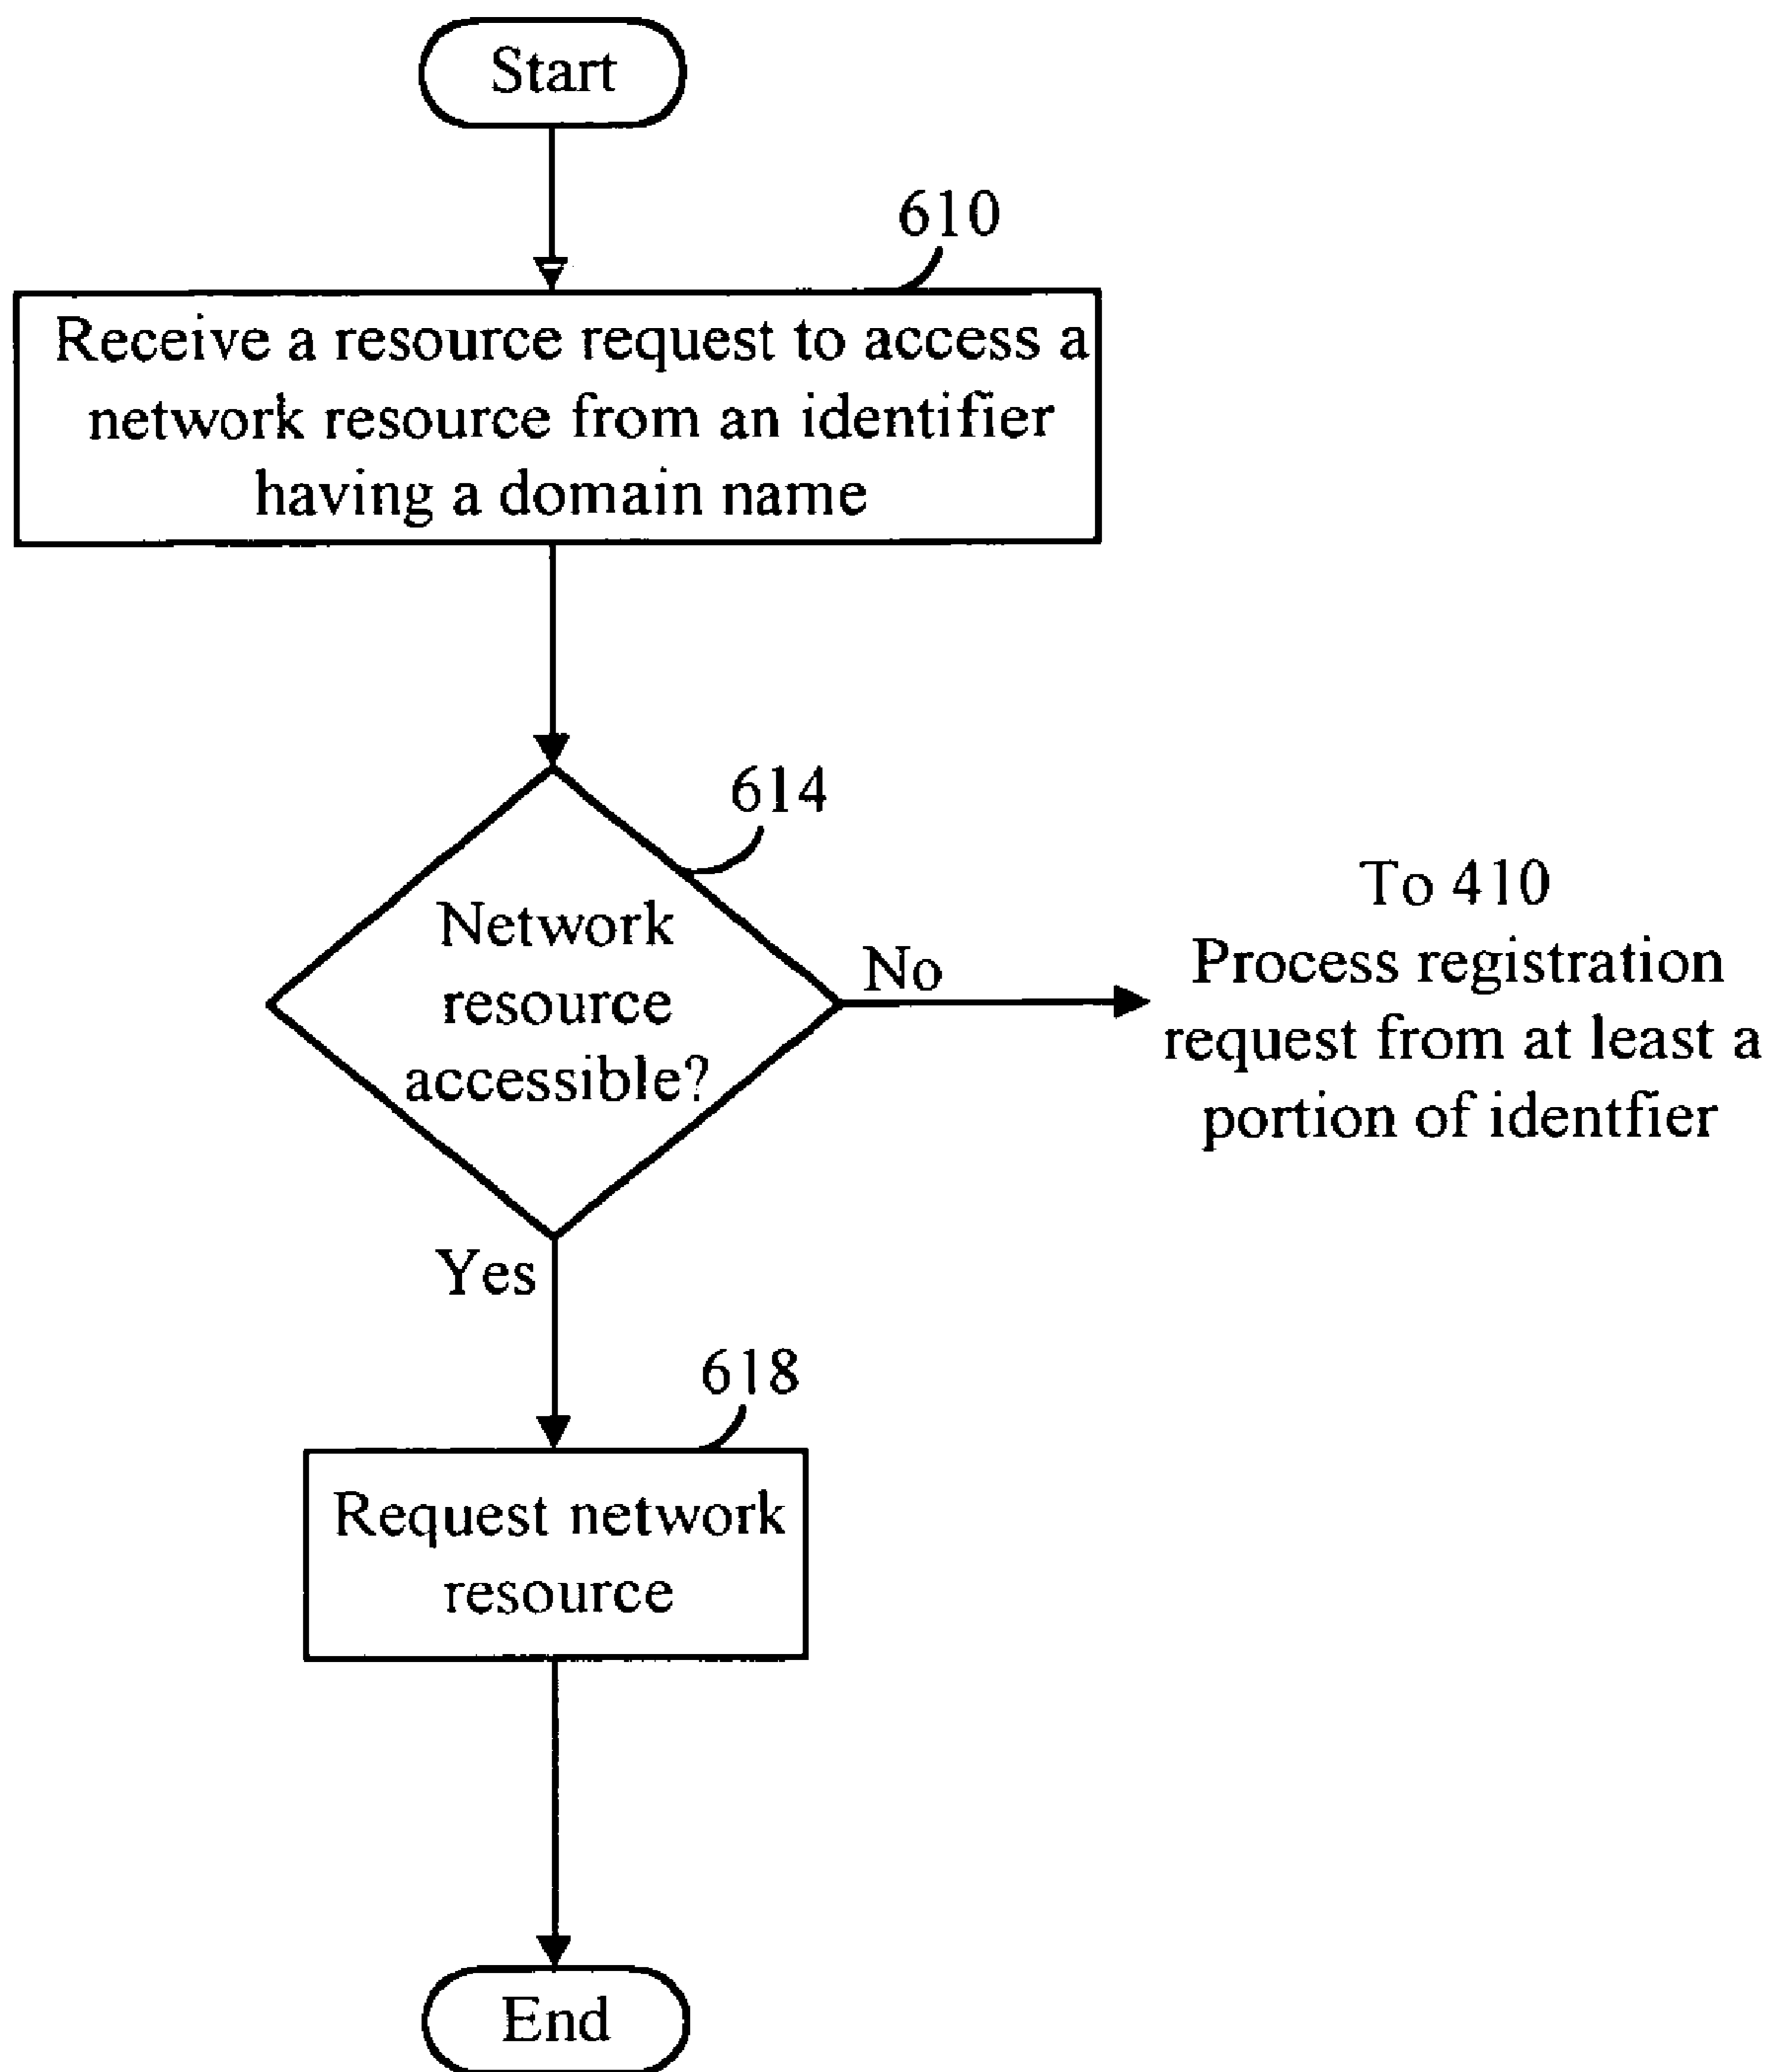 Start
610
Receive a resource request to access a
network resource from an identifier
having a domain name
614
Network
resource
accessible?
No
To 410
Process registration
request from at least a
portion of identfier
Yes
618
Request network
resource
End